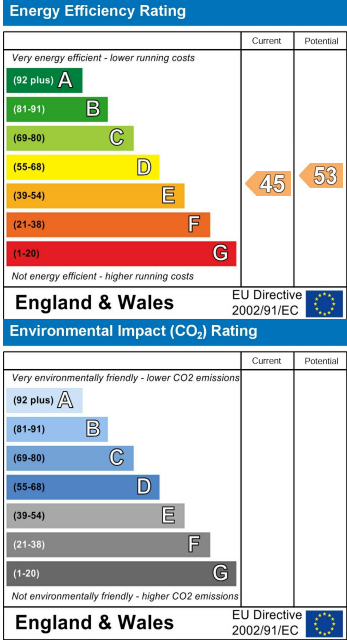 Energy Efficiency Rating
Current Potential
Very energy efficient - lower running costs
(92 plus) A
(81-91) B
(69-80) C
(55-68) D
(39-54) E
(21-38) F
(1-20) G
45 53
Not energy efficient - higher running costs
England & Wales
EU Directive
2002/91/EC
Environmental Impact (CO₂) Rating
Current Potential
Very environmentally friendly - lower CO2 emissions
(92 plus) A
(81-91) B
(69-80) C
(55-68) D
(39-54) E
(21-38) F
(1-20) G
Not environmentally friendly - higher CO2 emissions
England & Wales
EU Directive
2002/91/EC